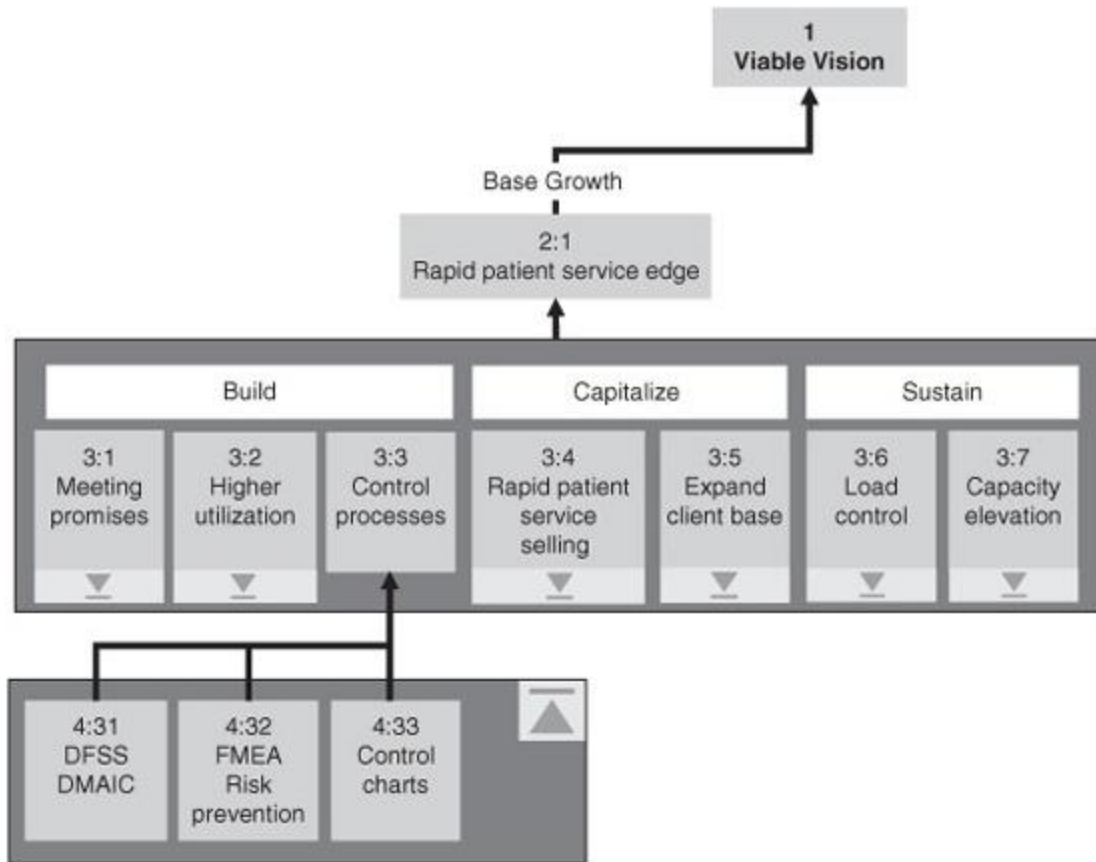 1
Viable Vision
Base Growth
2:1
Rapid patient service edge
Build
Capitalize
Sustain
3:1
Meeting
promises
3:2
Higher
utilization
3:3
Control
processes
3:4
Rapid patient
service
selling
3:5
Expand
client base
3:6
Load
control
3:7
Capacity
elevation
4:31
DFSS
DMAIC
4:32
FMEA
Risk
prevention
4:33
Control
charts